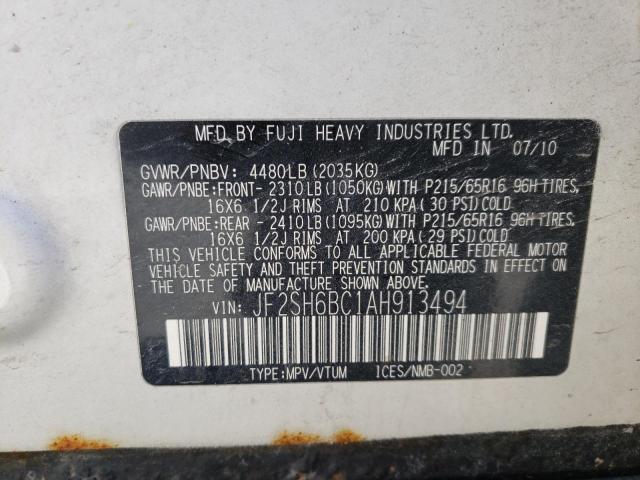 MFD BY FUJI HEAVY INDUSTRIES LTD.
MFD IN 07/10
GVWR/PNBV: 4480LB (2035KG)
GAWR/PNBE:FRONT- 2310LB(1050KG)WITH P215/65R16 96H TIRES,
16X6 1/2J RIMS AT 210 KPA( 30 PSI)COLD
GAWR/PNBE:REAR - 2410LB(1095KG)WITH P215/65R16 96H TIRES,
16X6 1/2J RIMS AT 200 KPA( 29 PSI)COLD
THIS VEHICLE CONFORMS TO ALL APPLICABLE FEDERAL MOTOR
VEHICLE SAFETY AND THEFT PREVENTION STANDARDS IN EFFECT ON
THE DATE OF MANUFACTURE SHOWN ABOVE.
VIN: JF2SH6BC1AH913494
TYPE:MPV/VTUM ICES/NMB-002